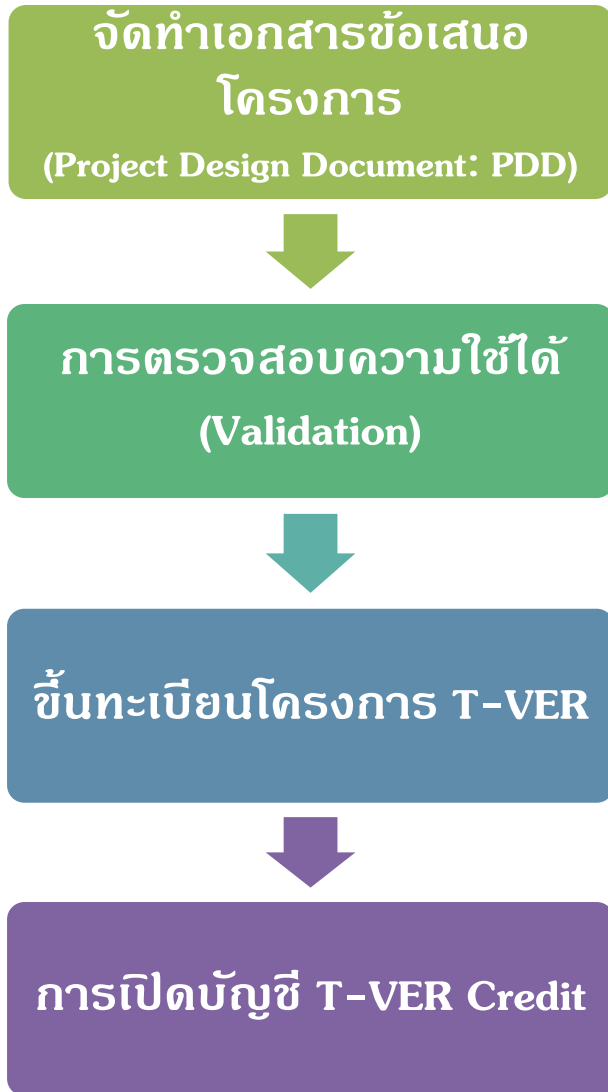 จัดทำเอกสารข้อเสนอ
โครงการ
(Project Design Document: PDD)
การตรวจสอบความใช้ได้
(Validation)
ขึ้นทะเบียนโครงการ T-VER
การเปิดบัญชี T-VER Credit